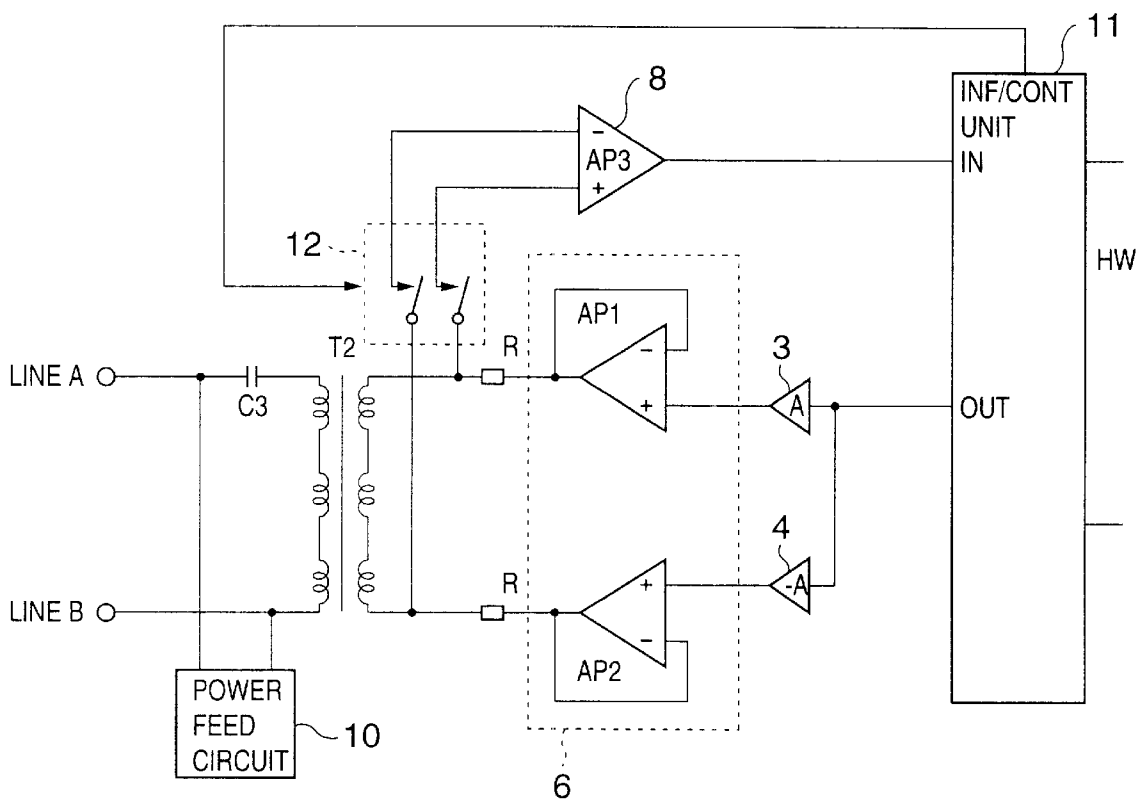 11
INF/CONT
UNIT
IN
8
−
AP3
+
12
HW
T2
R
AP1
−
+
3
A
LINE A
C3
OUT
4
-A
LINE B
R
+
−
AP2
POWER
FEED
CIRCUIT
10
6